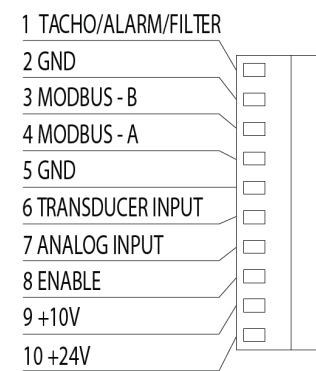 1 TACHO/ALARM/FILTER
2 GND
3 MODBUS - B
4 MODBUS - A
5 GND
6 TRANSDUCER INPUT
7 ANALOG INPUT
8 ENABLE
9 +10V
10 +24V